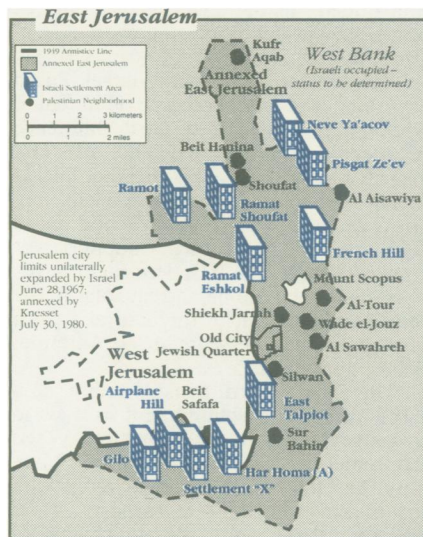 East Jerusalem
1949 Armistice Line
Annexed East Jerusalem
Israeli Settlement Area
Palestinian Neighborhood
0 1 2 3 kilometers
0 1 2 miles
Kufr
Aqab
Annexed
East Jerusalem
West Bank
(Israeli occupied –
status to be determined)
Neve Ya'acov
Beit Hanina
Pisgat Ze'ev
Shoufat
Ramot
Ramat
Shoufat
Al Aisawiya
French Hill
Jerusalem city
limits unilaterally
expanded by Israel
June 28,1967;
annexed by
Knesset
July 30, 1980.
Ramat
Eshkol
Mount Scopus
Al-Tour
Shiekh Jarrah
Wade el-Jouz
Old City
Jewish Quarter
Al Sawahreh
West
Jerusalem
Silwan
Airplane
Hill
Beit
Safafa
East
Talpiot
Sur
Bahir
Gilo
Har Homa (A)
Settlement "X"